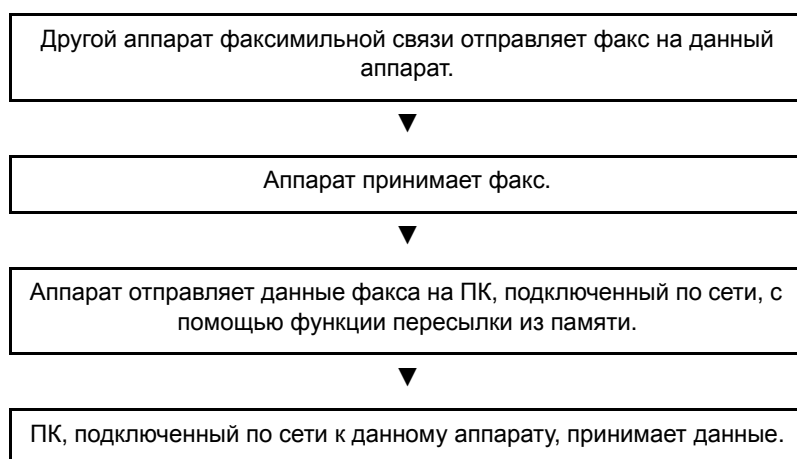 Другой аппарат факсимильной связи отправляет факс на данный
аппарат.
▼
Аппарат принимает факс.
▼
Аппарат отправляет данные факса на ПК, подключенный по сети, с
помощью функции пересылки из памяти.
▼
ПК, подключенный по сети к данному аппарату, принимает данные.